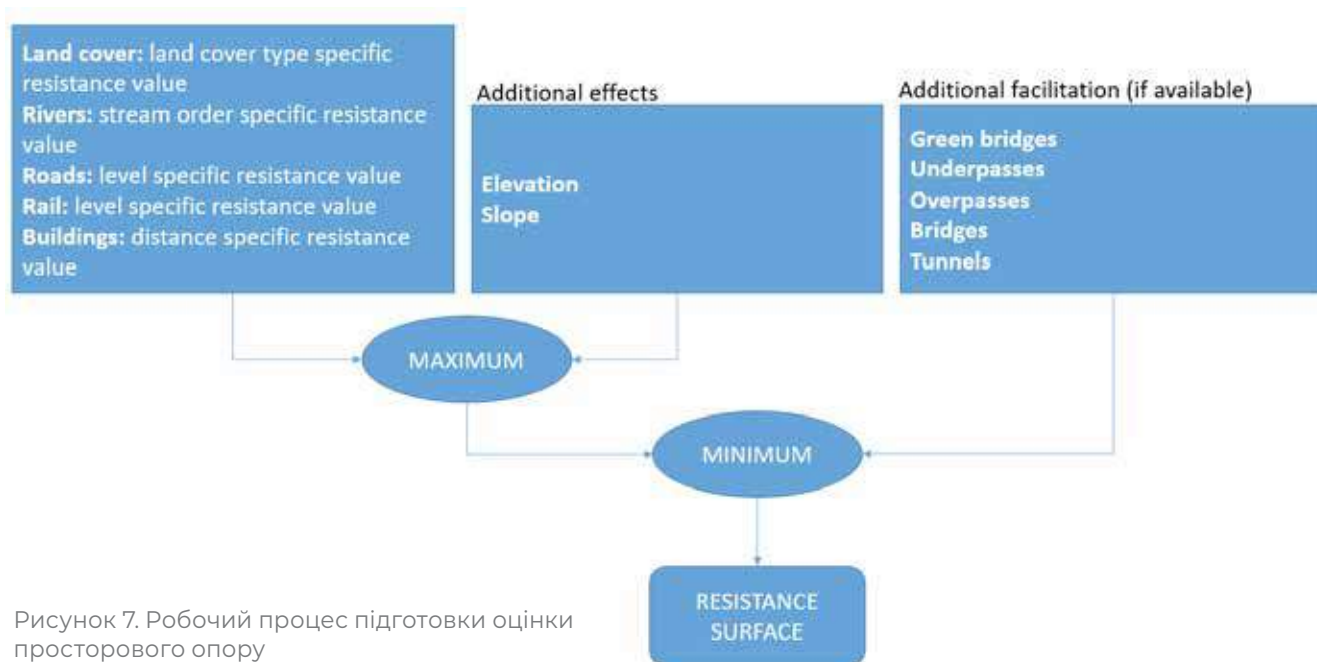 Land cover: land cover type specific
resistance value
Rivers: stream order specific resistance
value
Roads: level specific resistance value
Rail: level specific resistance value
Buildings: distance specific resistance
value
Additional effects
Elevation
Slope
Additional facilitation (if available)
Green bridges
Underpasses
Overpasses
Bridges
Tunnels
MAXIMUM
MINIMUM
RESISTANCE
SURFACE
Рисунок 7. Робочий процес підготовки оцінки
просторового опору